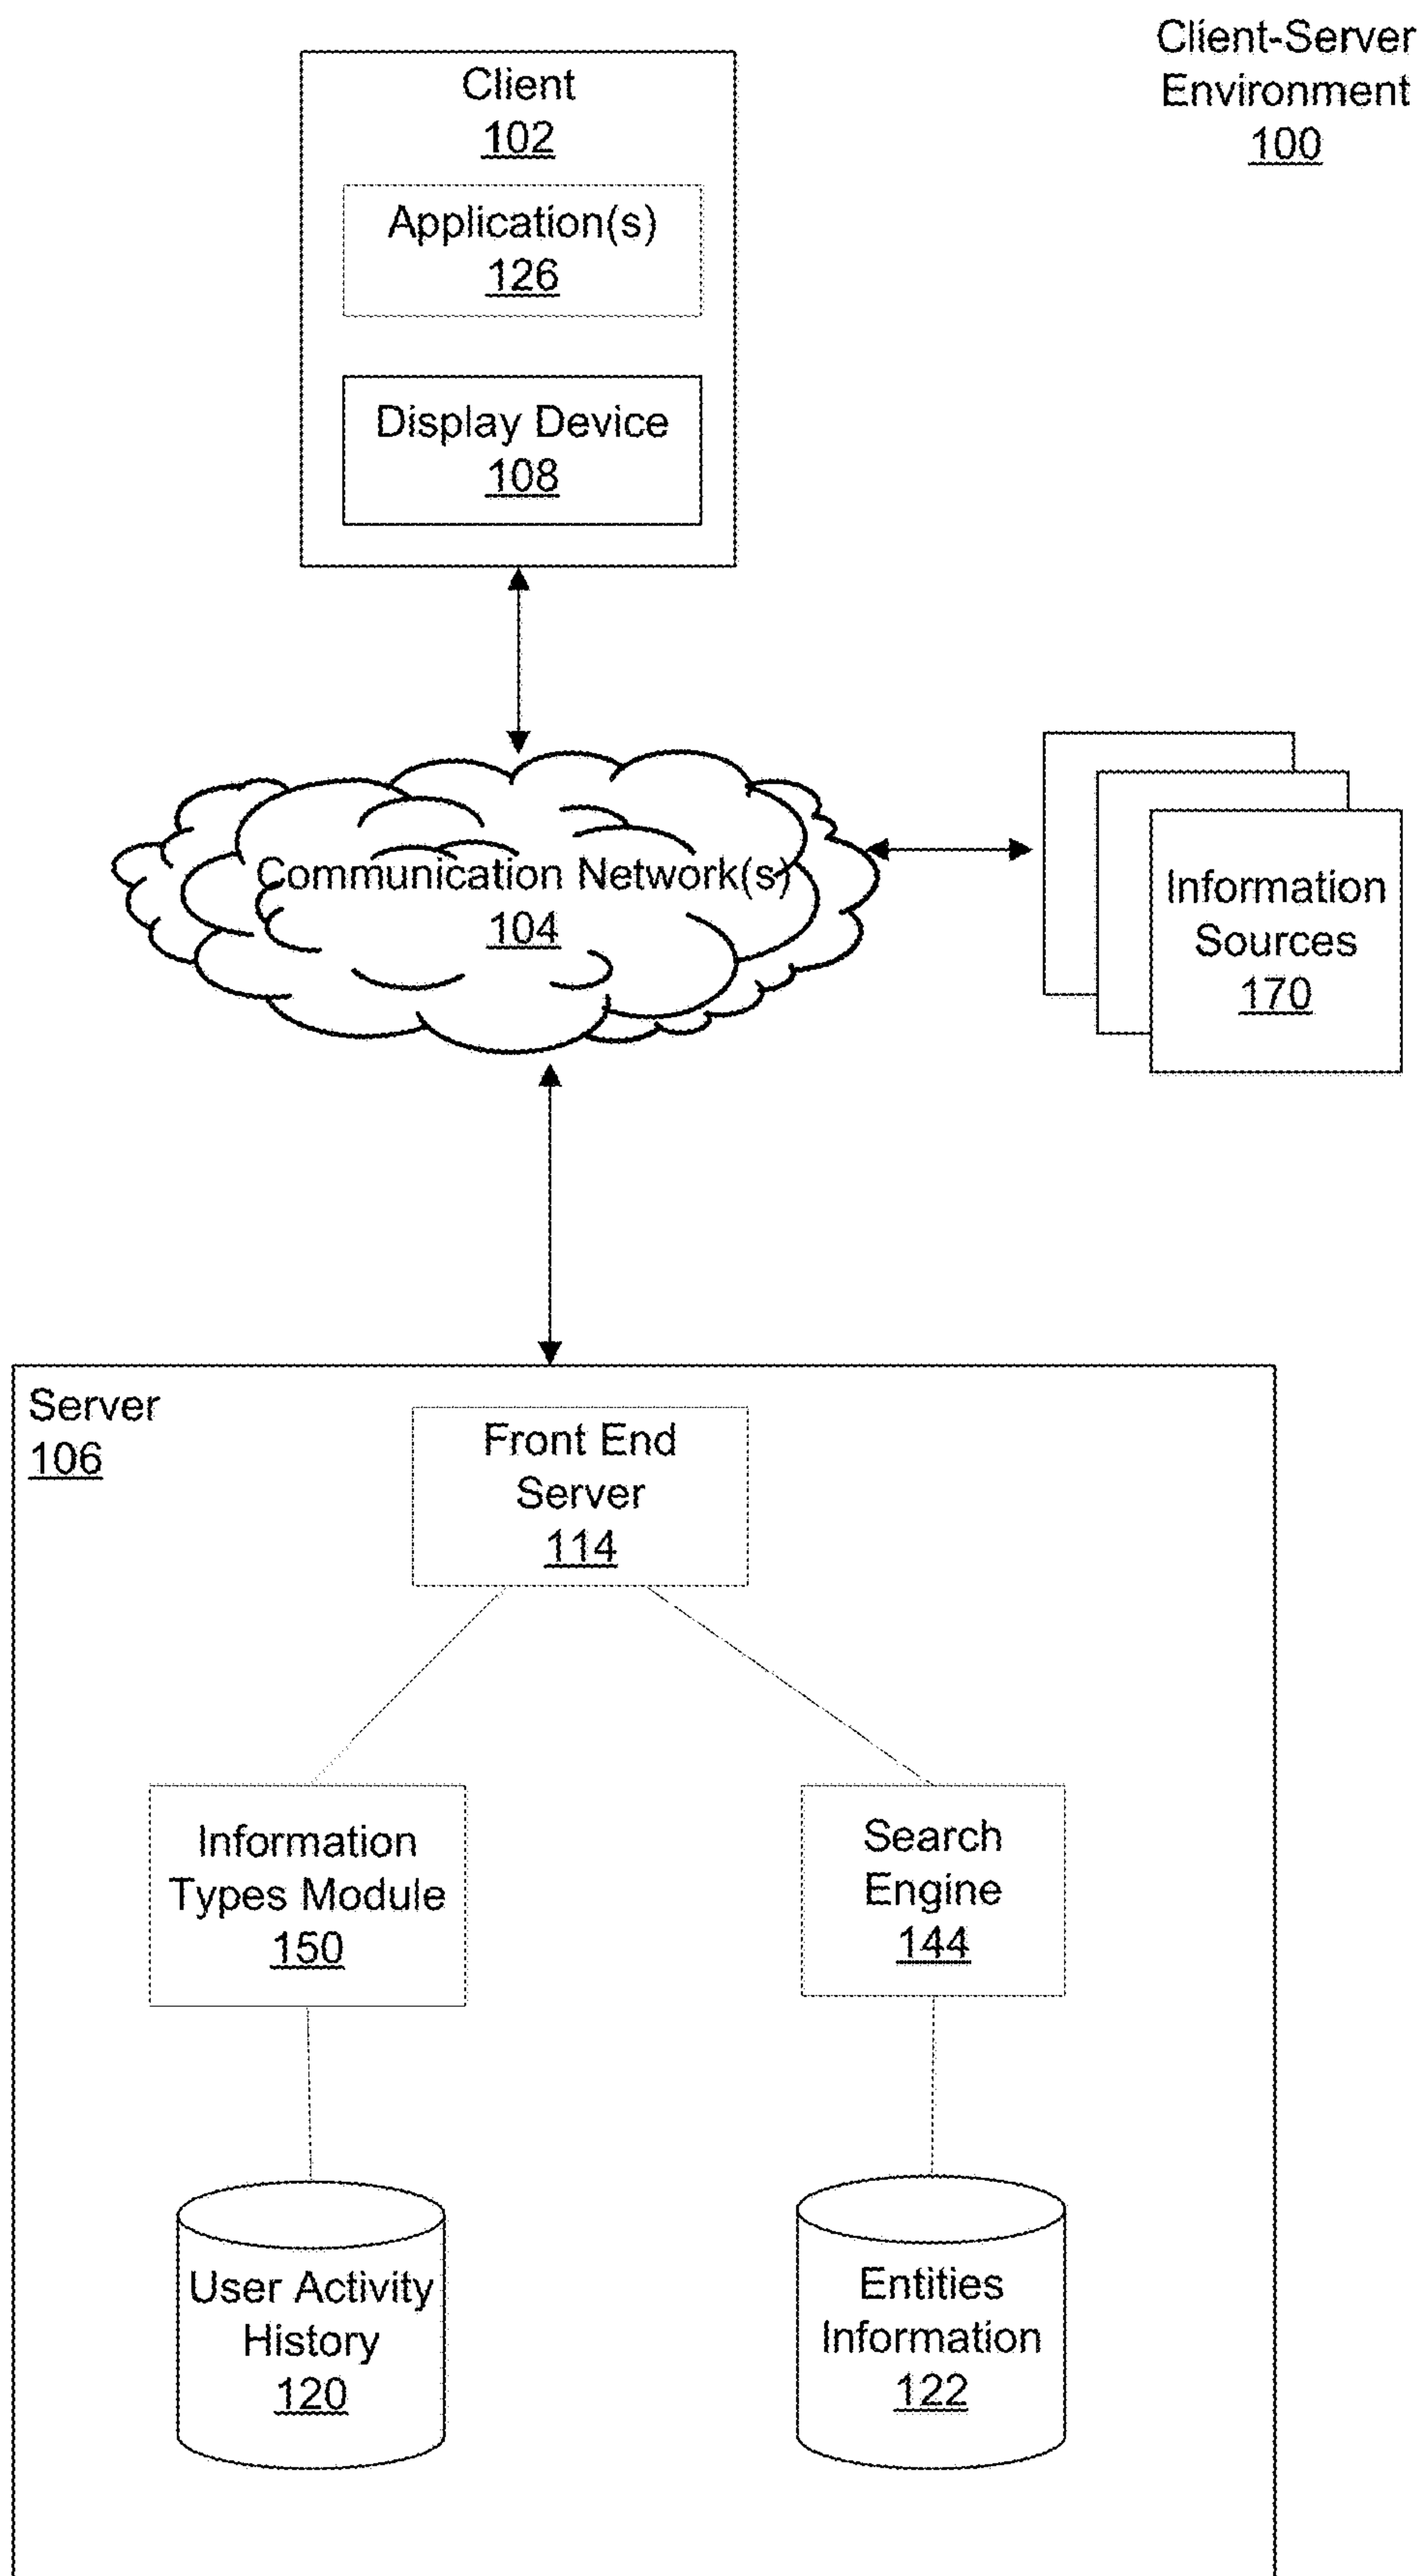 Client-Server
Environment
100
Client
102
Application(s)
126
Display Device
108
Communication Network(s)
104
Information
Sources
170
Server
106
Front End
Server
114
Information
Types Module
150
Search
Engine
144
User Activity
History
120
Entities
Information
122